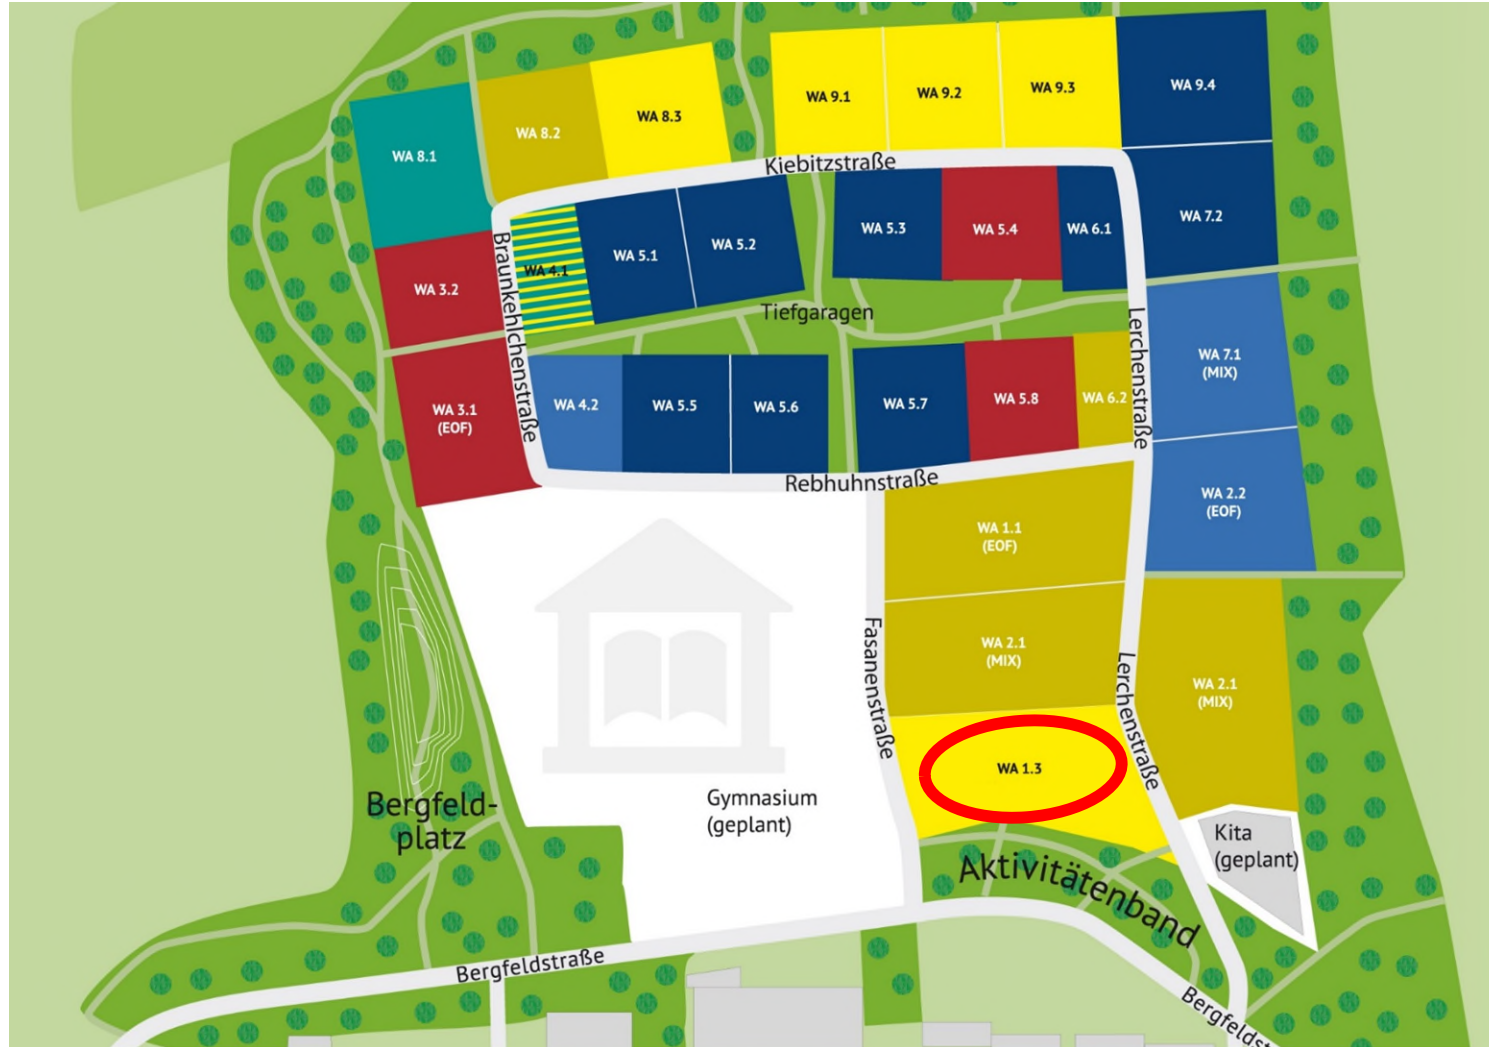 WA 9.1
WA 9.2
WA 9.3
WA 9.4
WA 8.3
WA 8.2
WA 8.1
Kiebitzstraße
WA 7.2
WA 5.3
WA 5.4
WA 6.1
WA 5.2
WA 5.1
WA 4.1
WA 3.2
Braunkehlchenstraße
Tiefgaragen
Lerchenstraße
WA 7.1
(MIX)
WA 3.1
(EOF)
WA 4.2
WA 5.5
WA 5.6
WA 5.7
WA 5.8
WA 6.2
Rebhuhnstraße
WA 2.2
(EOF)
WA 1.1
(EOF)
WA 2.1
(MIX)
Fasanenstraße
Lerchenstraße
WA 2.1
(MIX)
WA 1.3
Bergfeld-
platz
Gymnasium
(geplant)
Kita
(geplant)
Aktivitätenband
Bergfeldstraße
Bergfeldst